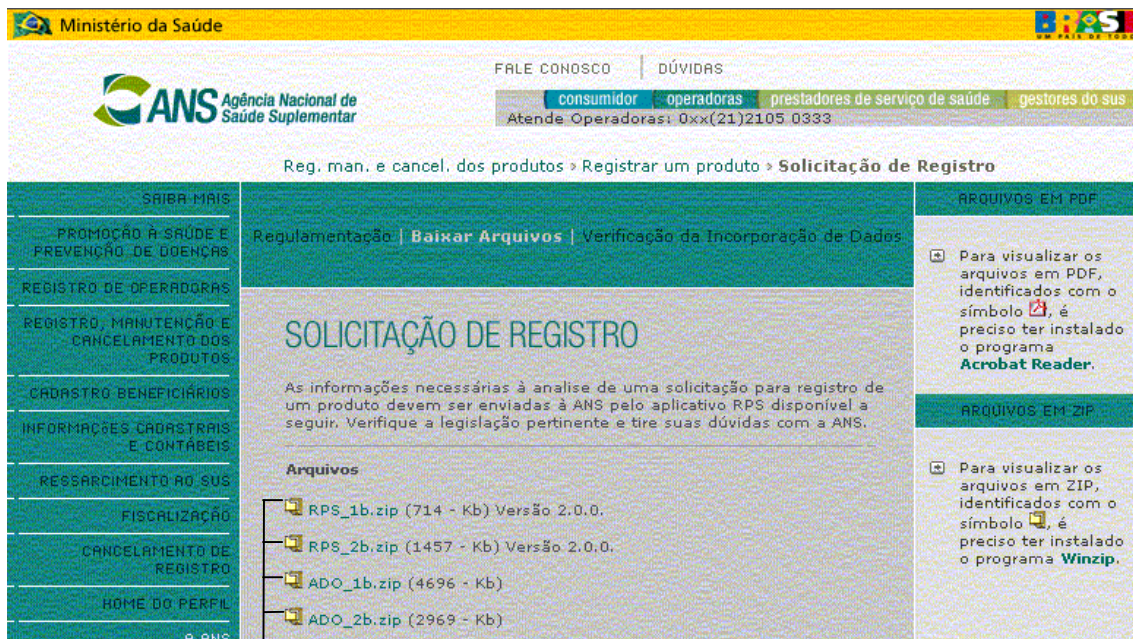 Ministério da Saúde
BRASIL
UM PAÍS DE TODOS
FALE CONOSCO
DÚVIDAS
ANS Agência Nacional de
Saúde Suplementar
consumidor operadoras prestadores de serviço de saúde gestores do sus
Atende Operadoras: 0xx(21)2105 0333
Reg. man. e cancel. dos produtos › Registrar um produto › Solicitação de Registro
SAIBA MAIS
PROMOÇÃO À SAÚDE E
PREVENÇÃO DE DOENÇAS
REGISTRO DE OPERADORAS
REGISTRO, MANUTENÇÃO E
CANCELAMENTO DOS
PRODUTOS
CADASTRO BENEFICIÁRIOS
INFORMAÇõES CADASTRAIS
E CONTÁBEIS
RESSARCIMENTO AO SUS
FISCALIZAÇÃO
CANCELAMENTO DE
REGISTRO
HOME DO PERFIL
A ANS
Regulamentação | Baixar Arquivos | Verificação da Incorporação de Dados
SOLICITAÇÃO DE REGISTRO
As informações necessárias à analise de uma solicitação para registro de
um produto devem ser enviadas à ANS pelo aplicativo RPS disponível a
seguir. Verifique a legislação pertinente e tire suas dúvidas com a ANS.
Arquivos
RPS_1b.zip (714 - Kb) Versão 2.0.0.
RPS_2b.zip (1457 - Kb) Versão 2.0.0.
ADO_1b.zip (4696 - Kb)
ADO_2b.zip (2969 - Kb)
ARQUIVOS EM PDF
Para visualizar os
arquivos em PDF,
identificados com o
símbolo , é
preciso ter instalado
o programa
Acrobat Reader.
ARQUIVOS EM ZIP
Para visualizar os
arquivos em ZIP,
identificados com o
símbolo , é
preciso ter instalado
o programa Winzip.